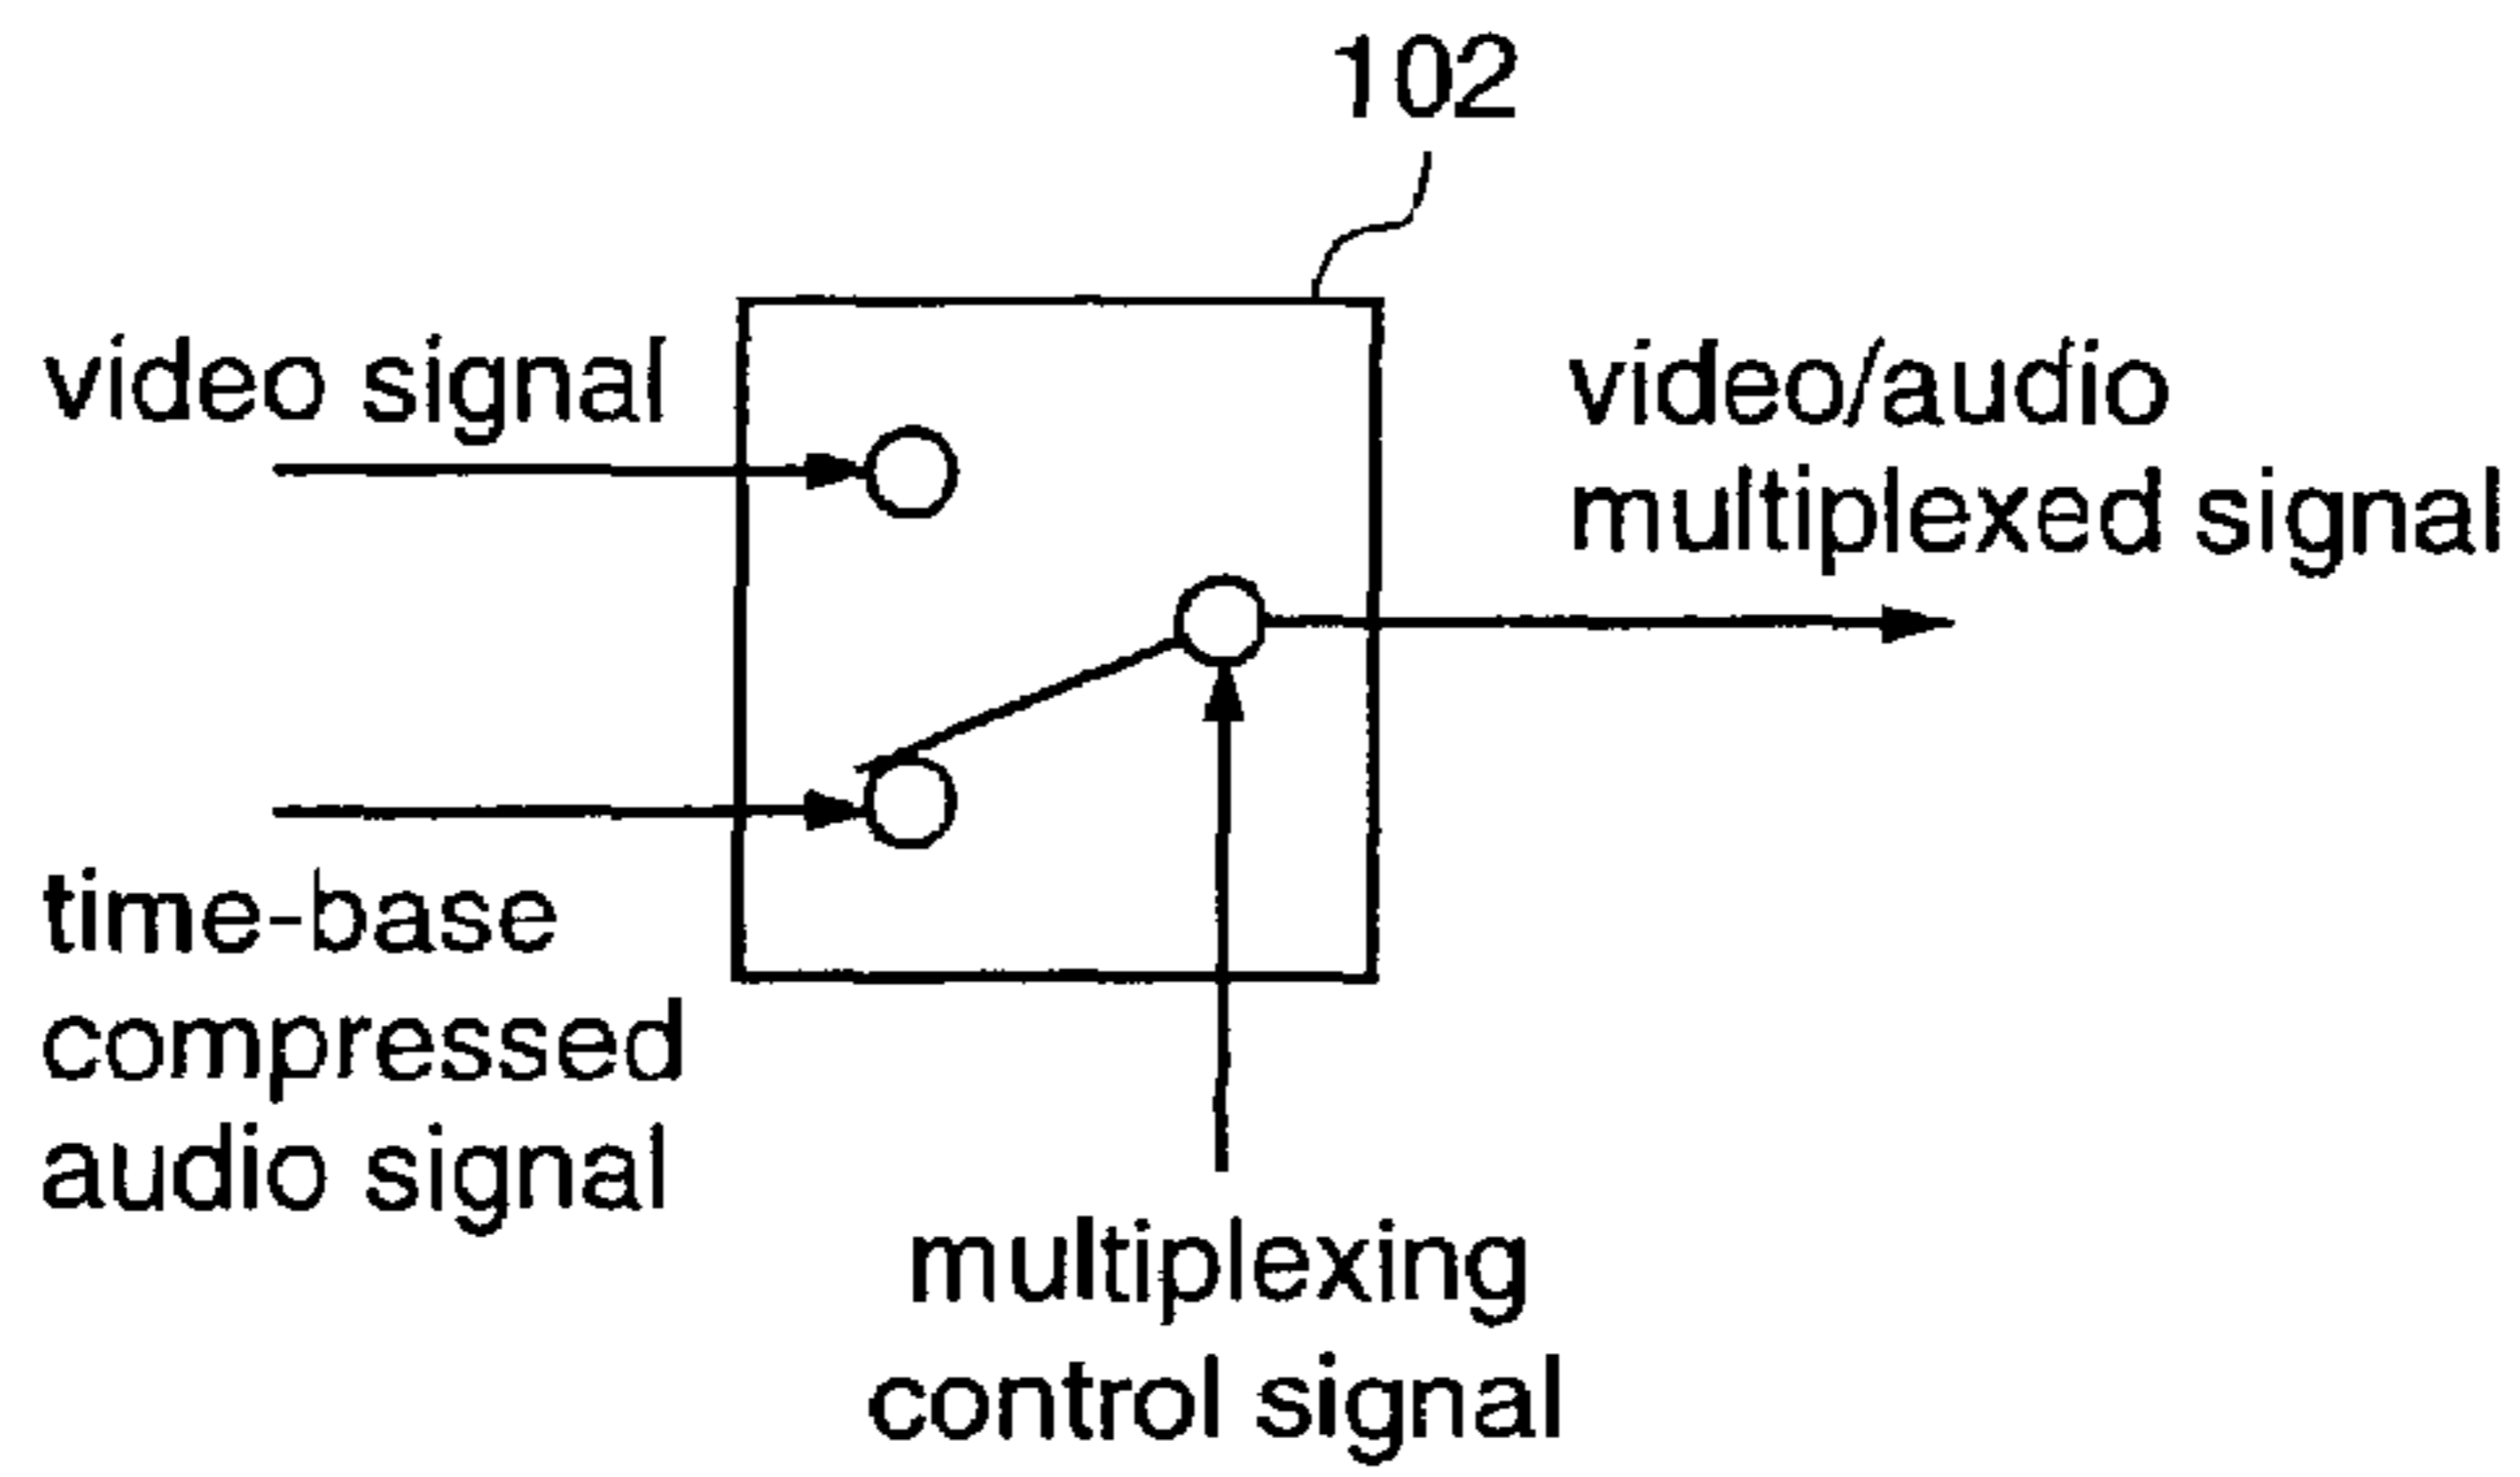 102
video signal
video/audio
multiplexed signal
time-base
compressed
audio signal
multiplexing
control signal